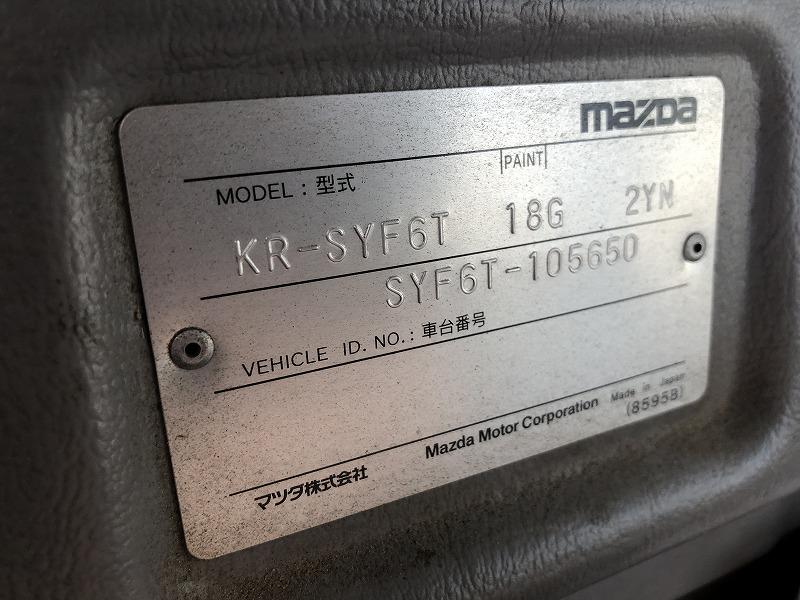 mazda
MODEL : 型式 PAINT
KR-SYF6T 18G 2YN
SYF6T-105650
VEHICLE ID. NO. : 車台番号
マツダ株式会社 Mazda Motor Corporation Made in Japan
(8595B)